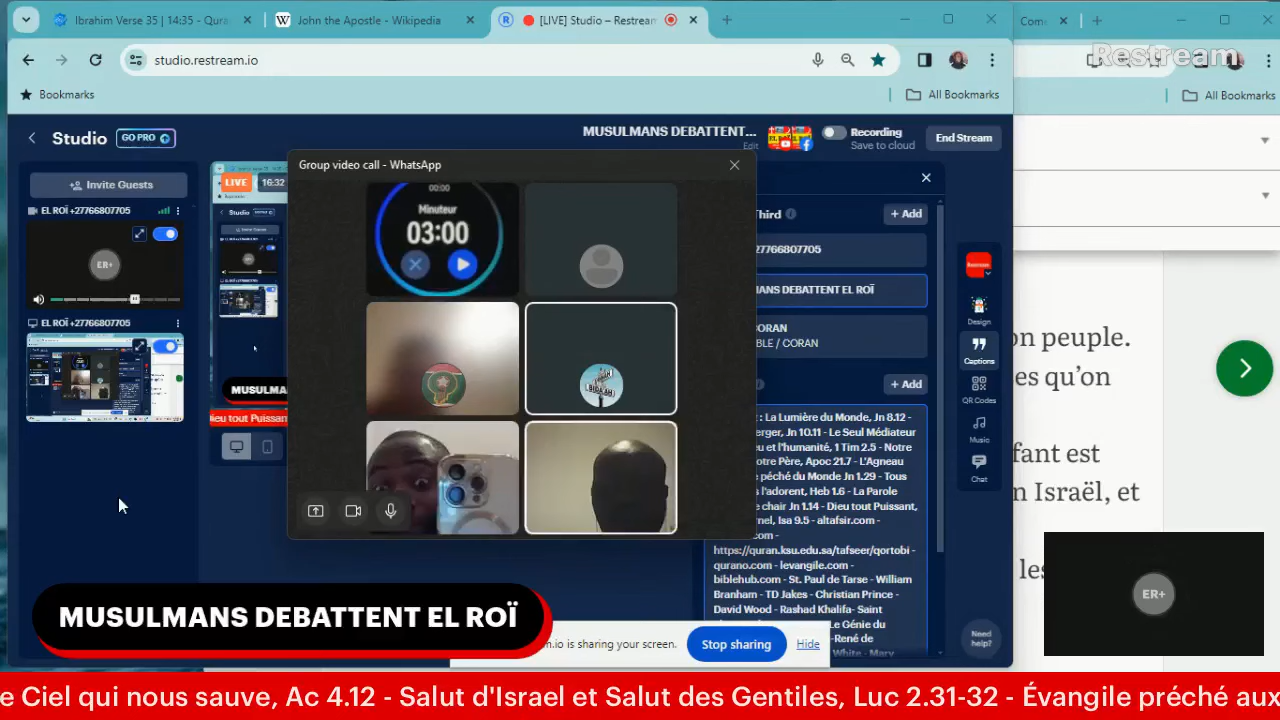 Ibrahim Verse 35 | 14:35 - Qura
John the Apostle - Wikipedia
[LIVE] Studio – Restream
Com
studio.restream.io
Restream
Bookmarks
All Bookmarks
All Bookmarks
Studio
GO PRO
MUSULMANS DEBATTENT...
Edit
Recording
Save to cloud
End Stream
Invite Guests
LIVE
16:32
Group video call - WhatsApp
EL ROÏ +27766807705
ER+
EL ROÏ +27766807705
Studio
MUSULMA
Dieu tout Puissan
00:00
Minuteur
03:00
Third
+ Add
+27766807705
MANS DEBATTENT EL ROÏ
CORAN
BLE / CORAN
+ Add
: La Lumière du Monde, Jn 8.12 -
erger, Jn 10.11 - Le Seul Médiateur
eu et l'humanité, 1 Tim 2.5 - Notre
otre Père, Apoc 21.7 - L'Agneau
péché du Monde Jn 1.29 - Tous
s l'adorent, Heb 1.6 - La Parole
chair Jn 1.14 - Dieu tout Puissant,
nel, Isa 9.5 - altafsir.com -
com -
https://quran.ksu.edu.sa/tafseer/qortobi -
qurano.com - levangile.com -
biblehub.com - St. Paul de Tarse - William
Branham - TD Jakes - Christian Prince -
David Wood - Rashad Khalifa- Saint
Le Génie du
-René de
White - Mary
Design
Captions
QR Codes
Music
Chat
Need
help?
on peuple.
es qu'on
fant est
n Israël, et
les
ER+
m.io is sharing your screen.
Stop sharing
Hide
MUSULMANS DEBATTENT EL ROÏ
e Ciel qui nous sauve, Ac 4.12 - Salut d'Israel et Salut des Gentiles, Luc 2.31-32 - Évangile préché aux